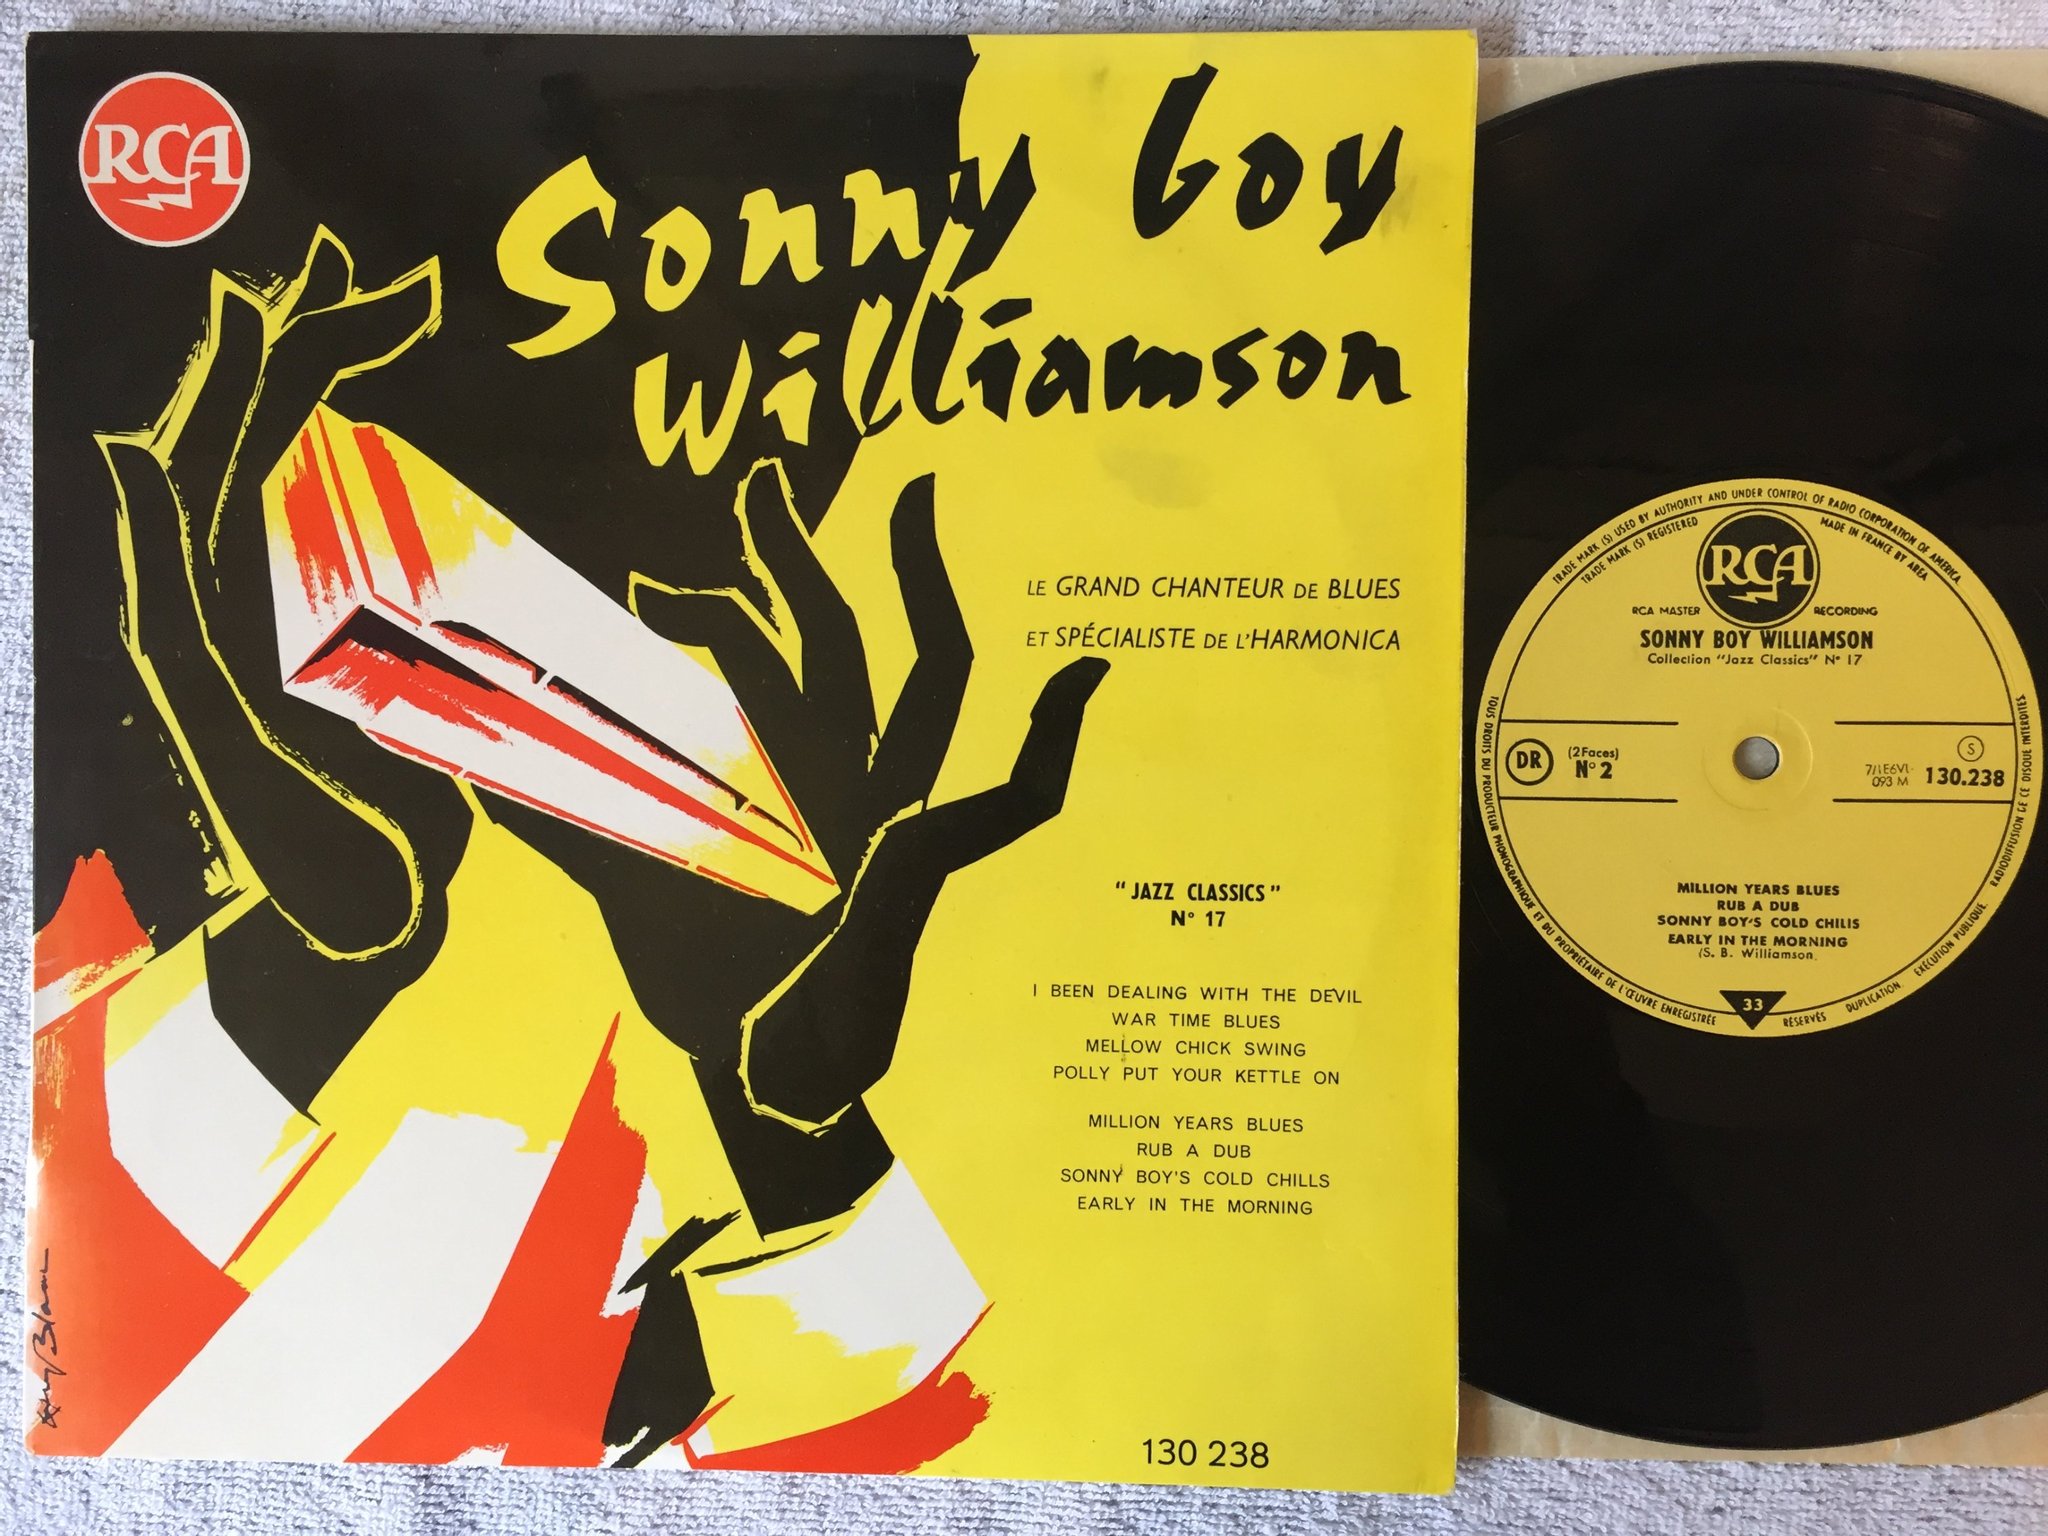 RCA
Sonny boy
Williamson
LE GRAND CHANTEUR DE BLUES
ET SPÉCIALISTE DE L'HARMONICA
"JAZZ CLASSICS"
N° 17
I BEEN DEALING WITH THE DEVIL
WAR TIME BLUES
MELLOW CHICK SWING
POLLY PUT YOUR KETTLE ON
MILLION YEARS BLUES
RUB A DUB
SONNY BOY'S COLD CHILLS
EARLY IN THE MORNING
130 238
TRADE MARK (S) USED BY AUTHORITY AND UNDER CONTROL OF RADIO CORPORATION OF AMERICA
TRADE MARK (S) REGISTERED
MADE IN FRANCE BY AREA
RCA
RCA MASTER RECORDING
SONNY BOY WILLIAMSON
Collection "Jazz Classics" N° 17
DR
(2Faces)
N° 2
S
093 M
130.238
MILLION YEARS BLUES
RUB A DUB
SONNY BOY'S COLD CHILIS
EARLY IN THE MORNING
(S. B. Williamson
33
TOUS DROITS DU PRODUCTEUR PHONOGRAPHIQUE ET DU PROPRIÉTAIRE DE L'ŒUVRE ENREGISTRÉE RÉSERVÉS DUPLICATION. EXÉCUTION PUBLIQUE. RADIODIFFUSION DE CE DISQUE INTERDITES